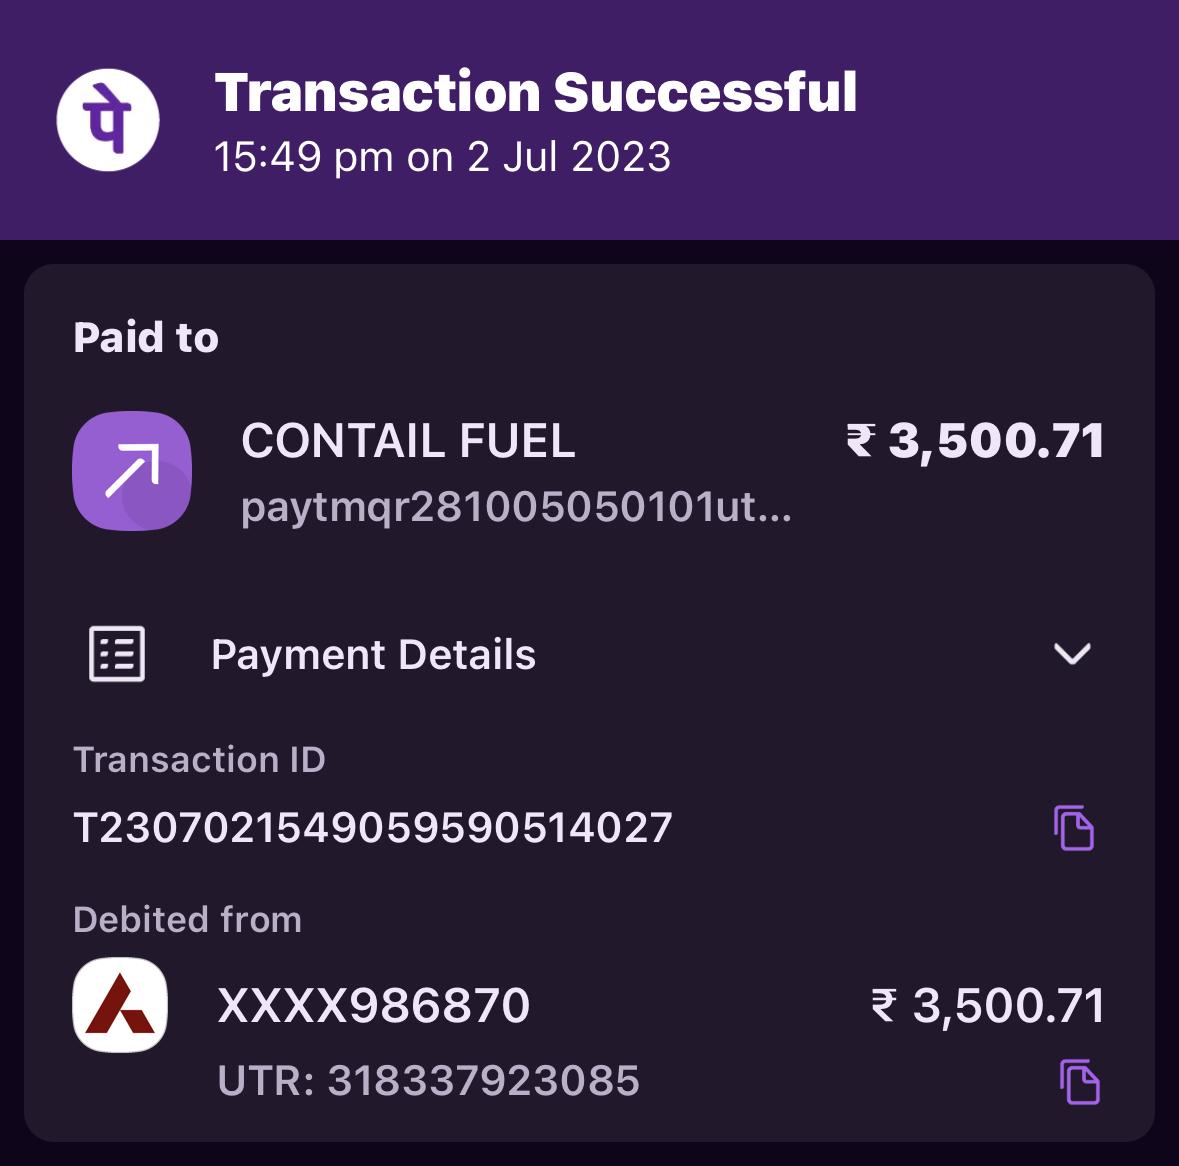 पे
Transaction Successful
15:49 pm on 2 Jul 2023
Paid to
CONTAIL FUEL
₹ 3,500.71
paytmqr281005050101ut...
Payment Details
Transaction ID
T2307021549059590514027
Debited from
XXXX986870
₹ 3,500.71
UTR: 318337923085